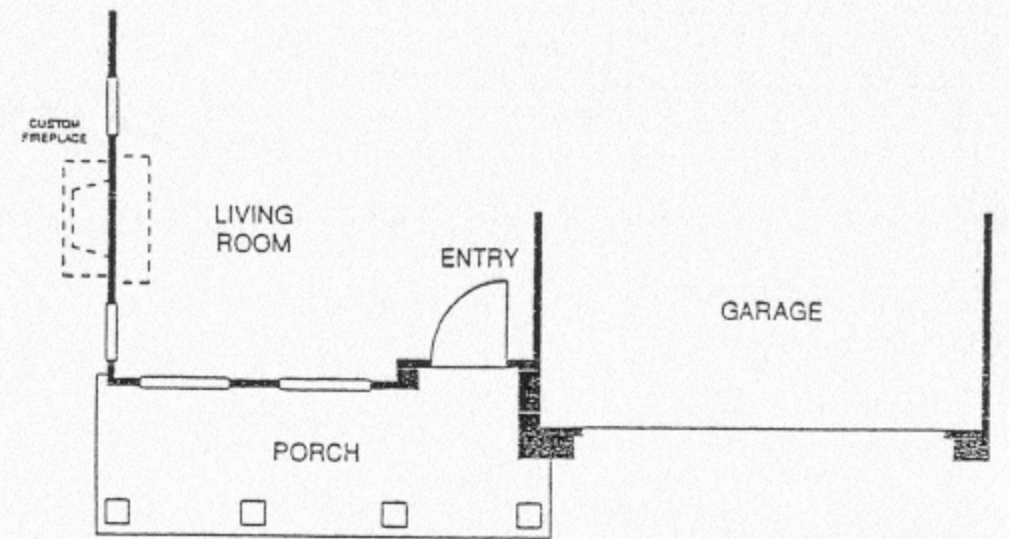 CUSTOM
FIREPLACE
LIVING
ROOM
ENTRY
GARAGE
PORCH